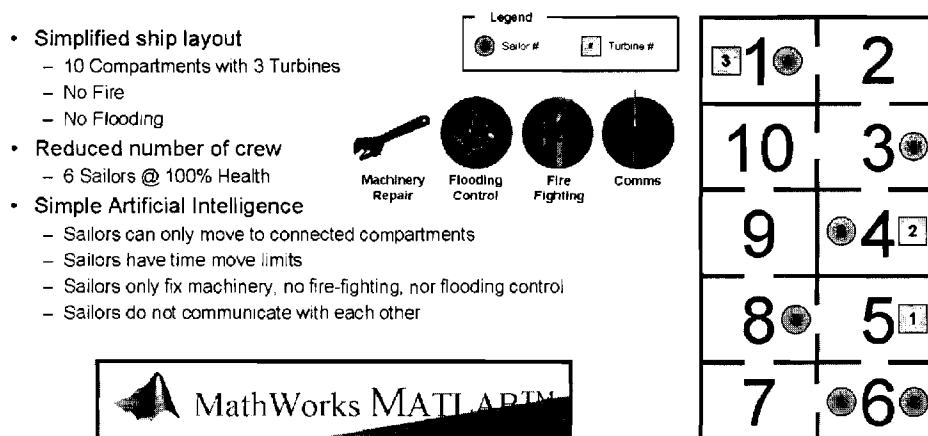 • Simplified ship layout
– 10 Compartments with 3 Turbines
– No Fire
– No Flooding
• Reduced number of crew
– 6 Sailors @ 100% Health
• Simple Artificial Intelligence
– Sailors can only move to connected compartments
– Sailors have time move limits
– Sailors only fix machinery, no fire-fighting, nor flooding control
– Sailors do not communicate with each other
Legend
Sailor #
# Turbine #
Machinery Repair
Flooding Control
Fire Fighting
Comms
MathWorks MATLAB™
3 1 2
10 3
9 4 2
8 5 1
7 6